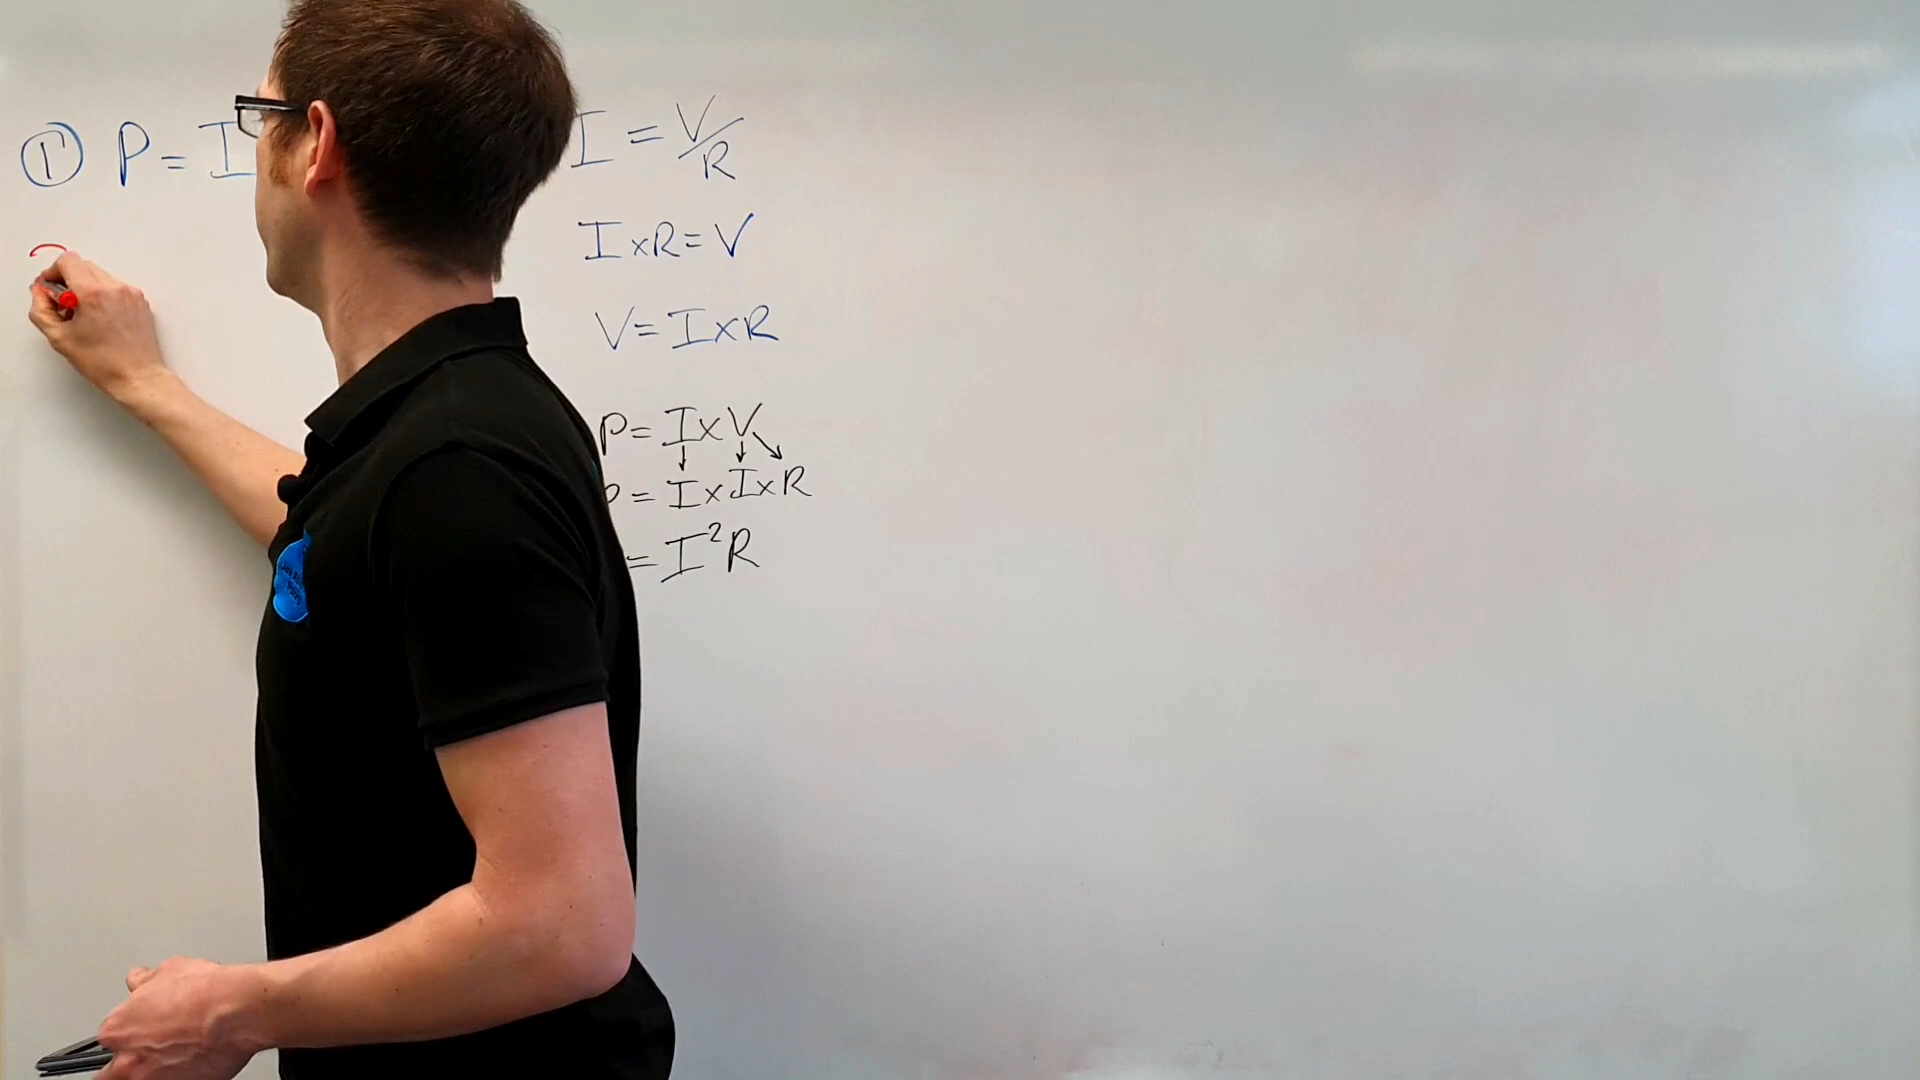 ① P = I
I = V/R
I x R = V
V = I x R
P = I x V
= I x I x R
= I²R